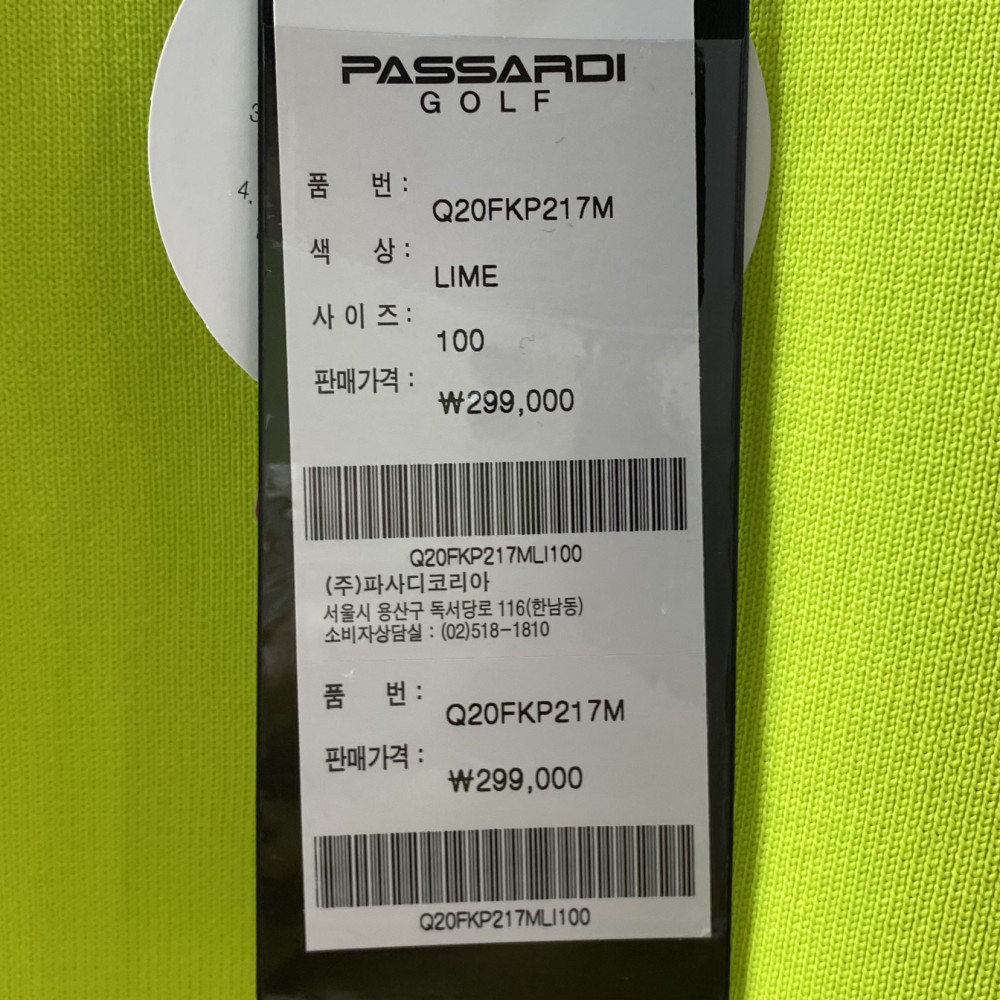 PASSARDI
GOLF
3
4.
품 번 :
Q20FKP217M
색 상 :
LIME
사 이 즈 :
100
판매가격 :
₩299,000
Q20FKP217MLI100
(주)파사디코리아
서울시 용산구 독서당로 116(한남동)
소비자상담실 : (02)518-1810
품 번 :
Q20FKP217M
판매가격 :
₩299,000
Q20FKP217MLI100